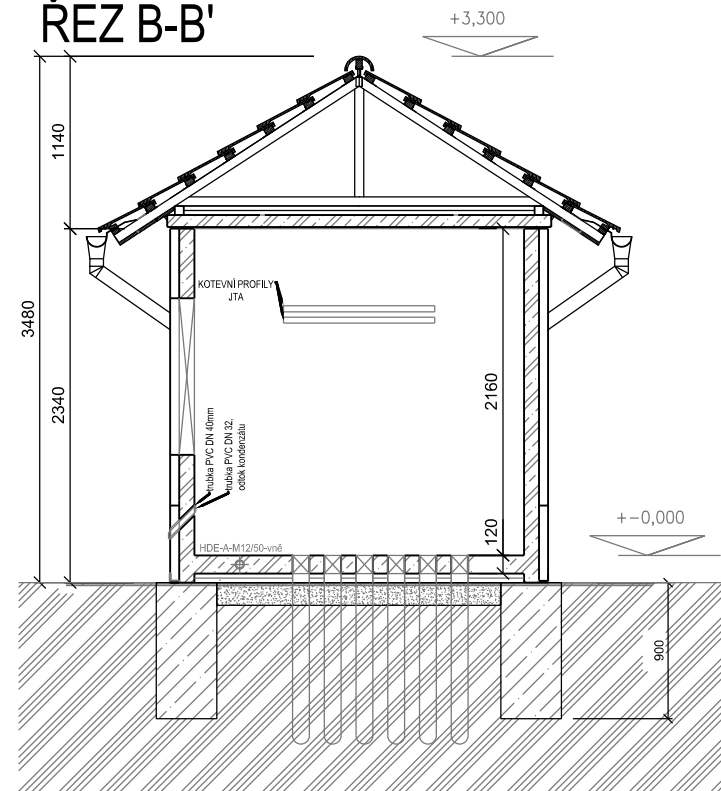 ŘEZ B-B'
+3,300
1140
3480
2340
KOTEVNÍ PROFILY
JTA
2160
trubka PVC DN 40mm
trubka PVC DN 32,
odtok kondenzátu
120
+-0,000
HDE-A-M12/50-vně
900